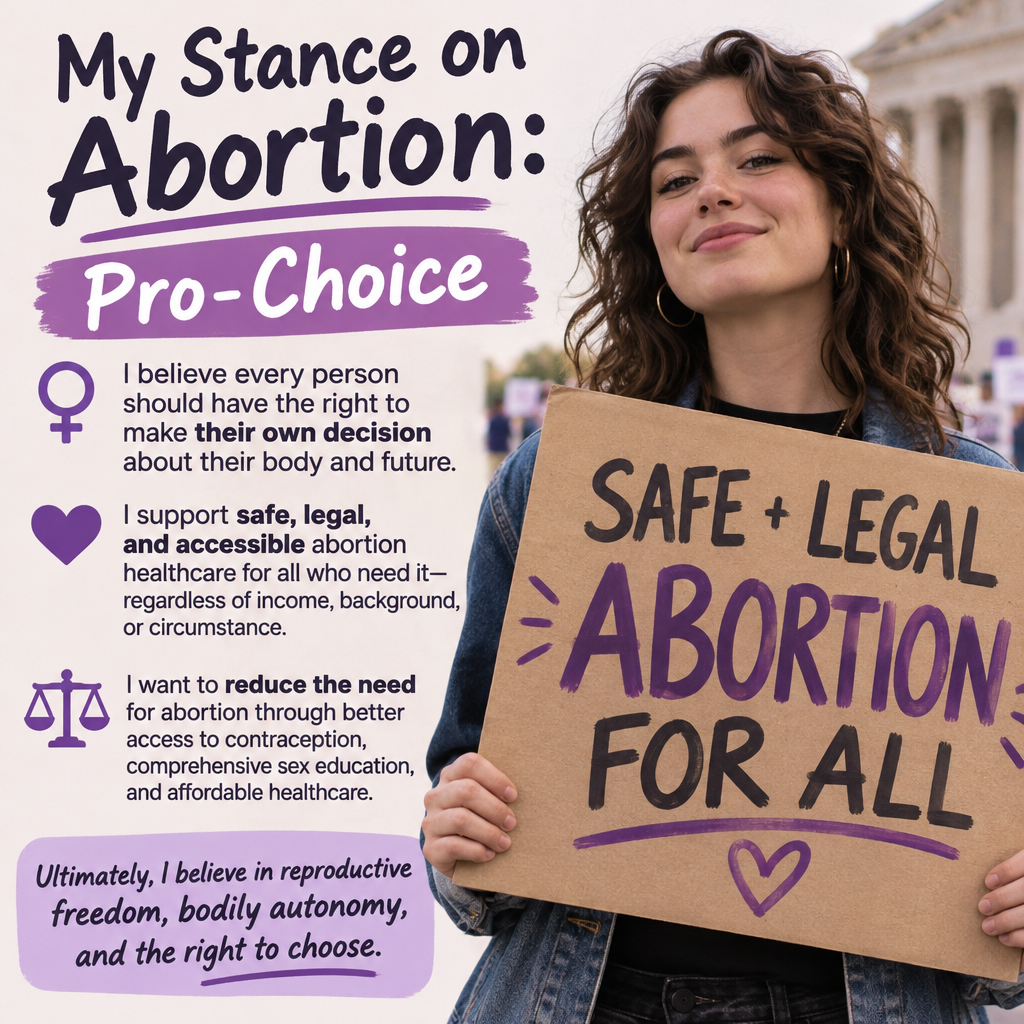 My Stance on
Abortion:
Pro-Choice
I believe every person
should have the right to
make their own decision
about their body and future.
I support safe, legal,
and accessible abortion
healthcare for all who need it—
regardless of income, background,
or circumstance.
I want to reduce the need
for abortion through better
access to contraception,
comprehensive sex education,
and affordable healthcare.
Ultimately, I believe in reproductive
freedom, bodily autonomy,
and the right to choose.
SAFE + LEGAL
ABORTION
FOR ALL